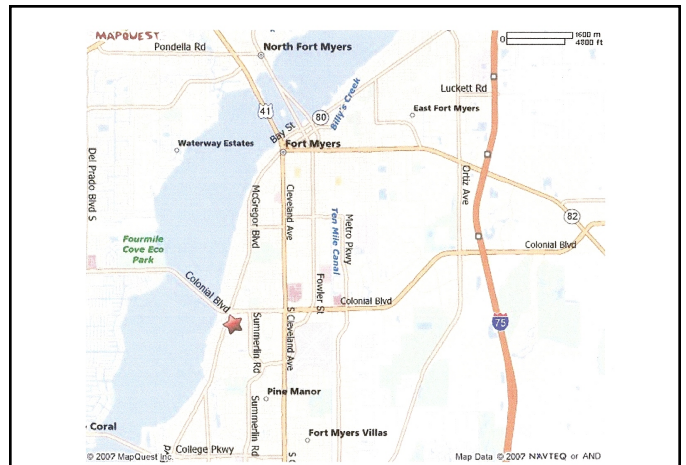 MAPQUEST
1600 m
0
4800 ft
Pondella Rd
North Fort Myers
Luckett Rd
41
80
Billy's Creek
East Fort Myers
Bay St
Waterway Estates
Fort Myers
Del Prado Blvd S
McGregor Blvd
Cleveland Ave
Ten Mile Canal
Metro Pkwy
Ortiz Ave
82
Fourmile
Cove Eco
Park
Colonial Blvd
Colonial Blvd
Fowler St
Colonial Blvd
Summerlin Rd
S Cleveland Ave
75
Pine Manor
Summerlin Rd
Coral
Fort Myers Villas
College Pkwy
© 2007 MapQuest Inc.
Map Data © 2007 NAVTEQ or AND